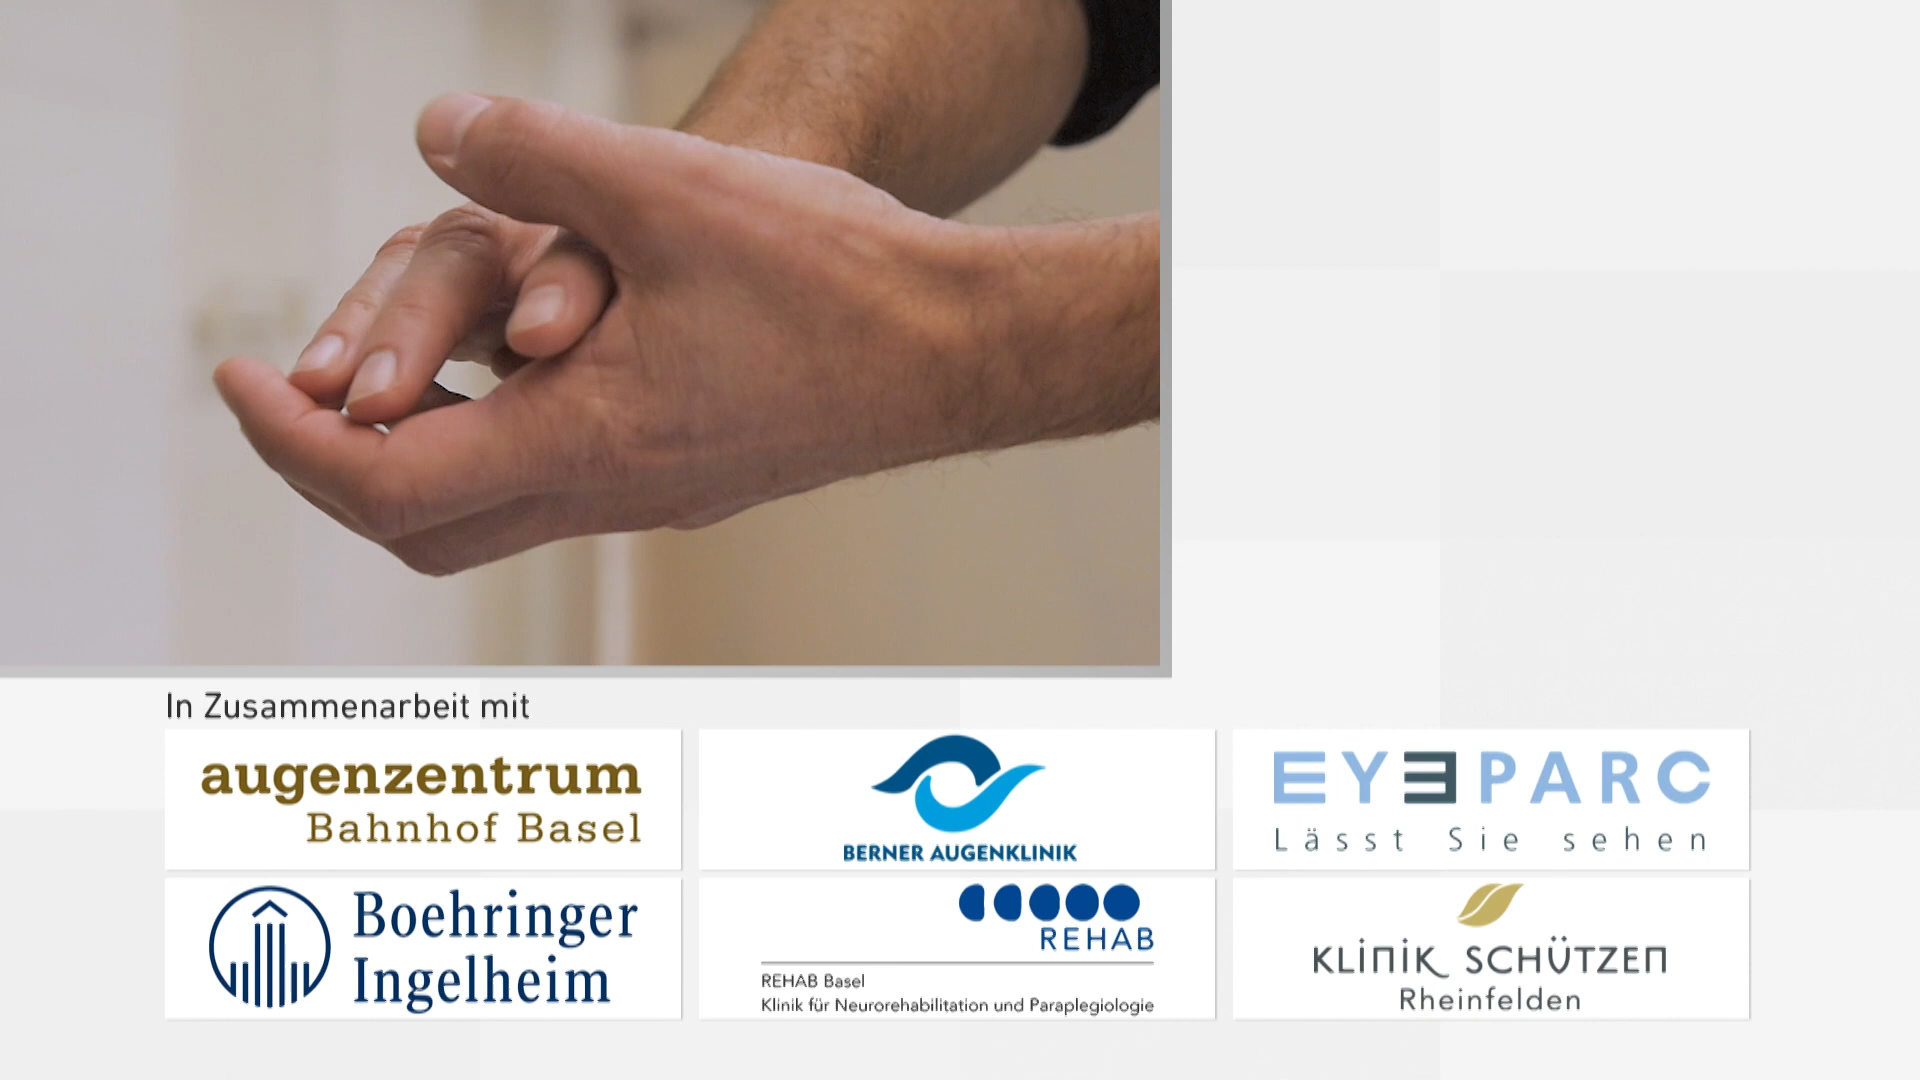 In Zusammenarbeit mit
augenzentrum
Bahnhof Basel
BERNER AUGENKLINIK
EYEPARC
Lässt Sie sehen
Boehringer
Ingelheim
REHAB
REHAB Basel
Klinik für Neurorehabilitation und Paraplegiologie
KLINIK SCHÜTZEN
Rheinfelden